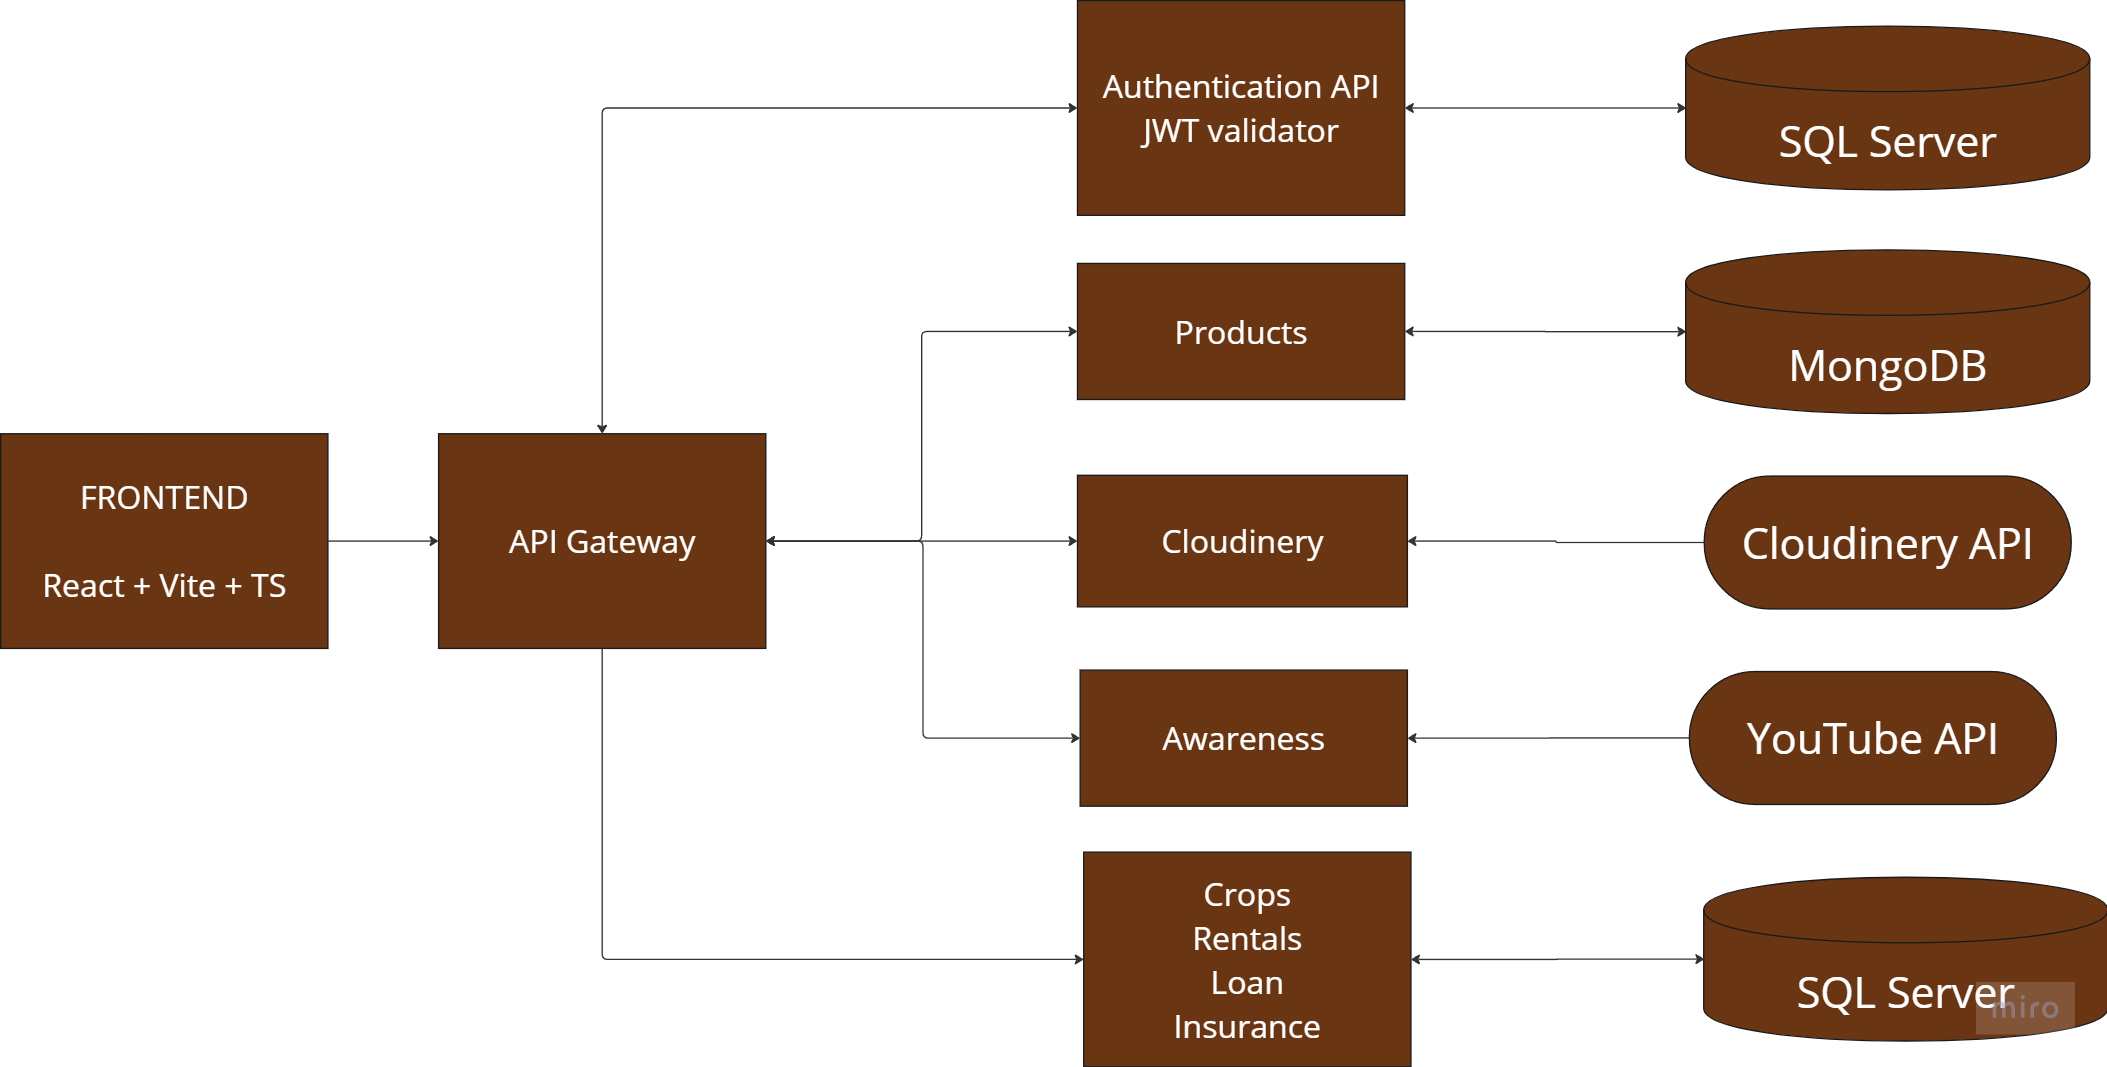 Authentication API
JWT validator
SQL Server
Products
MongoDB
FRONTEND
React + Vite + TS
API Gateway
Cloudinery
Cloudinery API
Awareness
YouTube API
Crops
Rentals
Loan
Insurance
SQL Server
miro